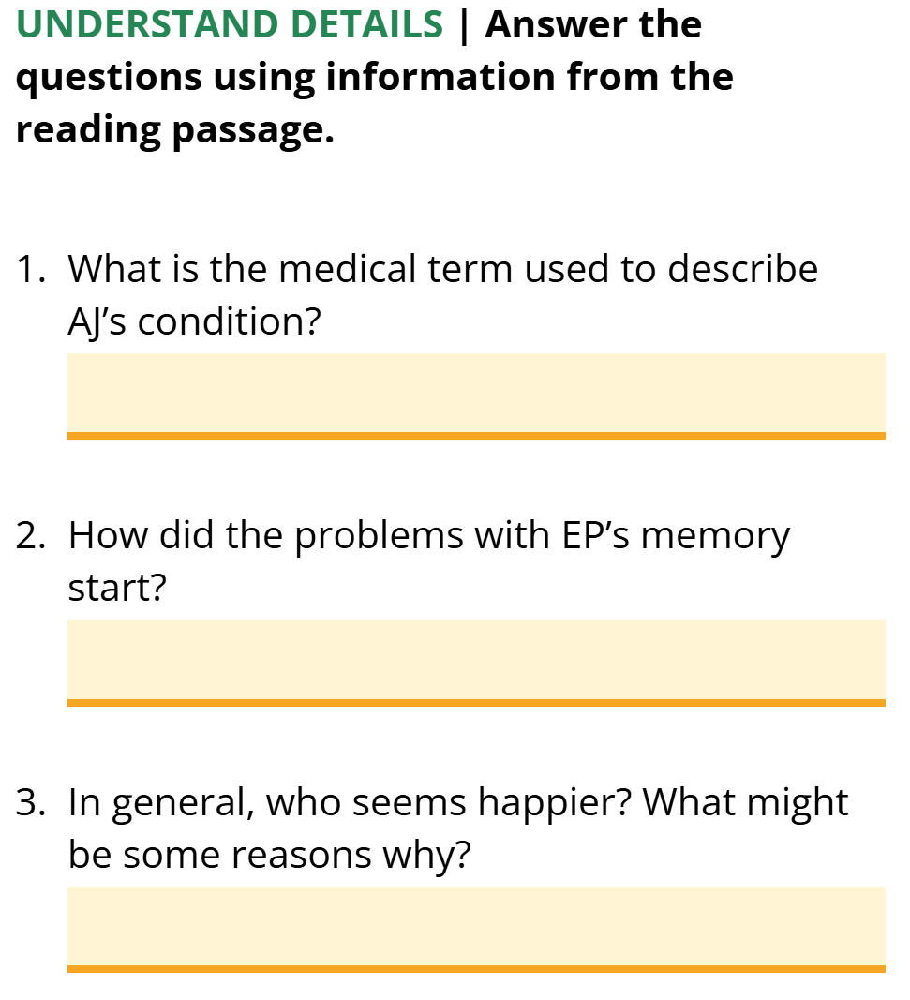 UNDERSTAND DETAILS | Answer the
questions using information from the
reading passage.
1. What is the medical term used to describe
AJ’s condition?
2. How did the problems with EP’s memory
start?
3. In general, who seems happier? What might
be some reasons why?